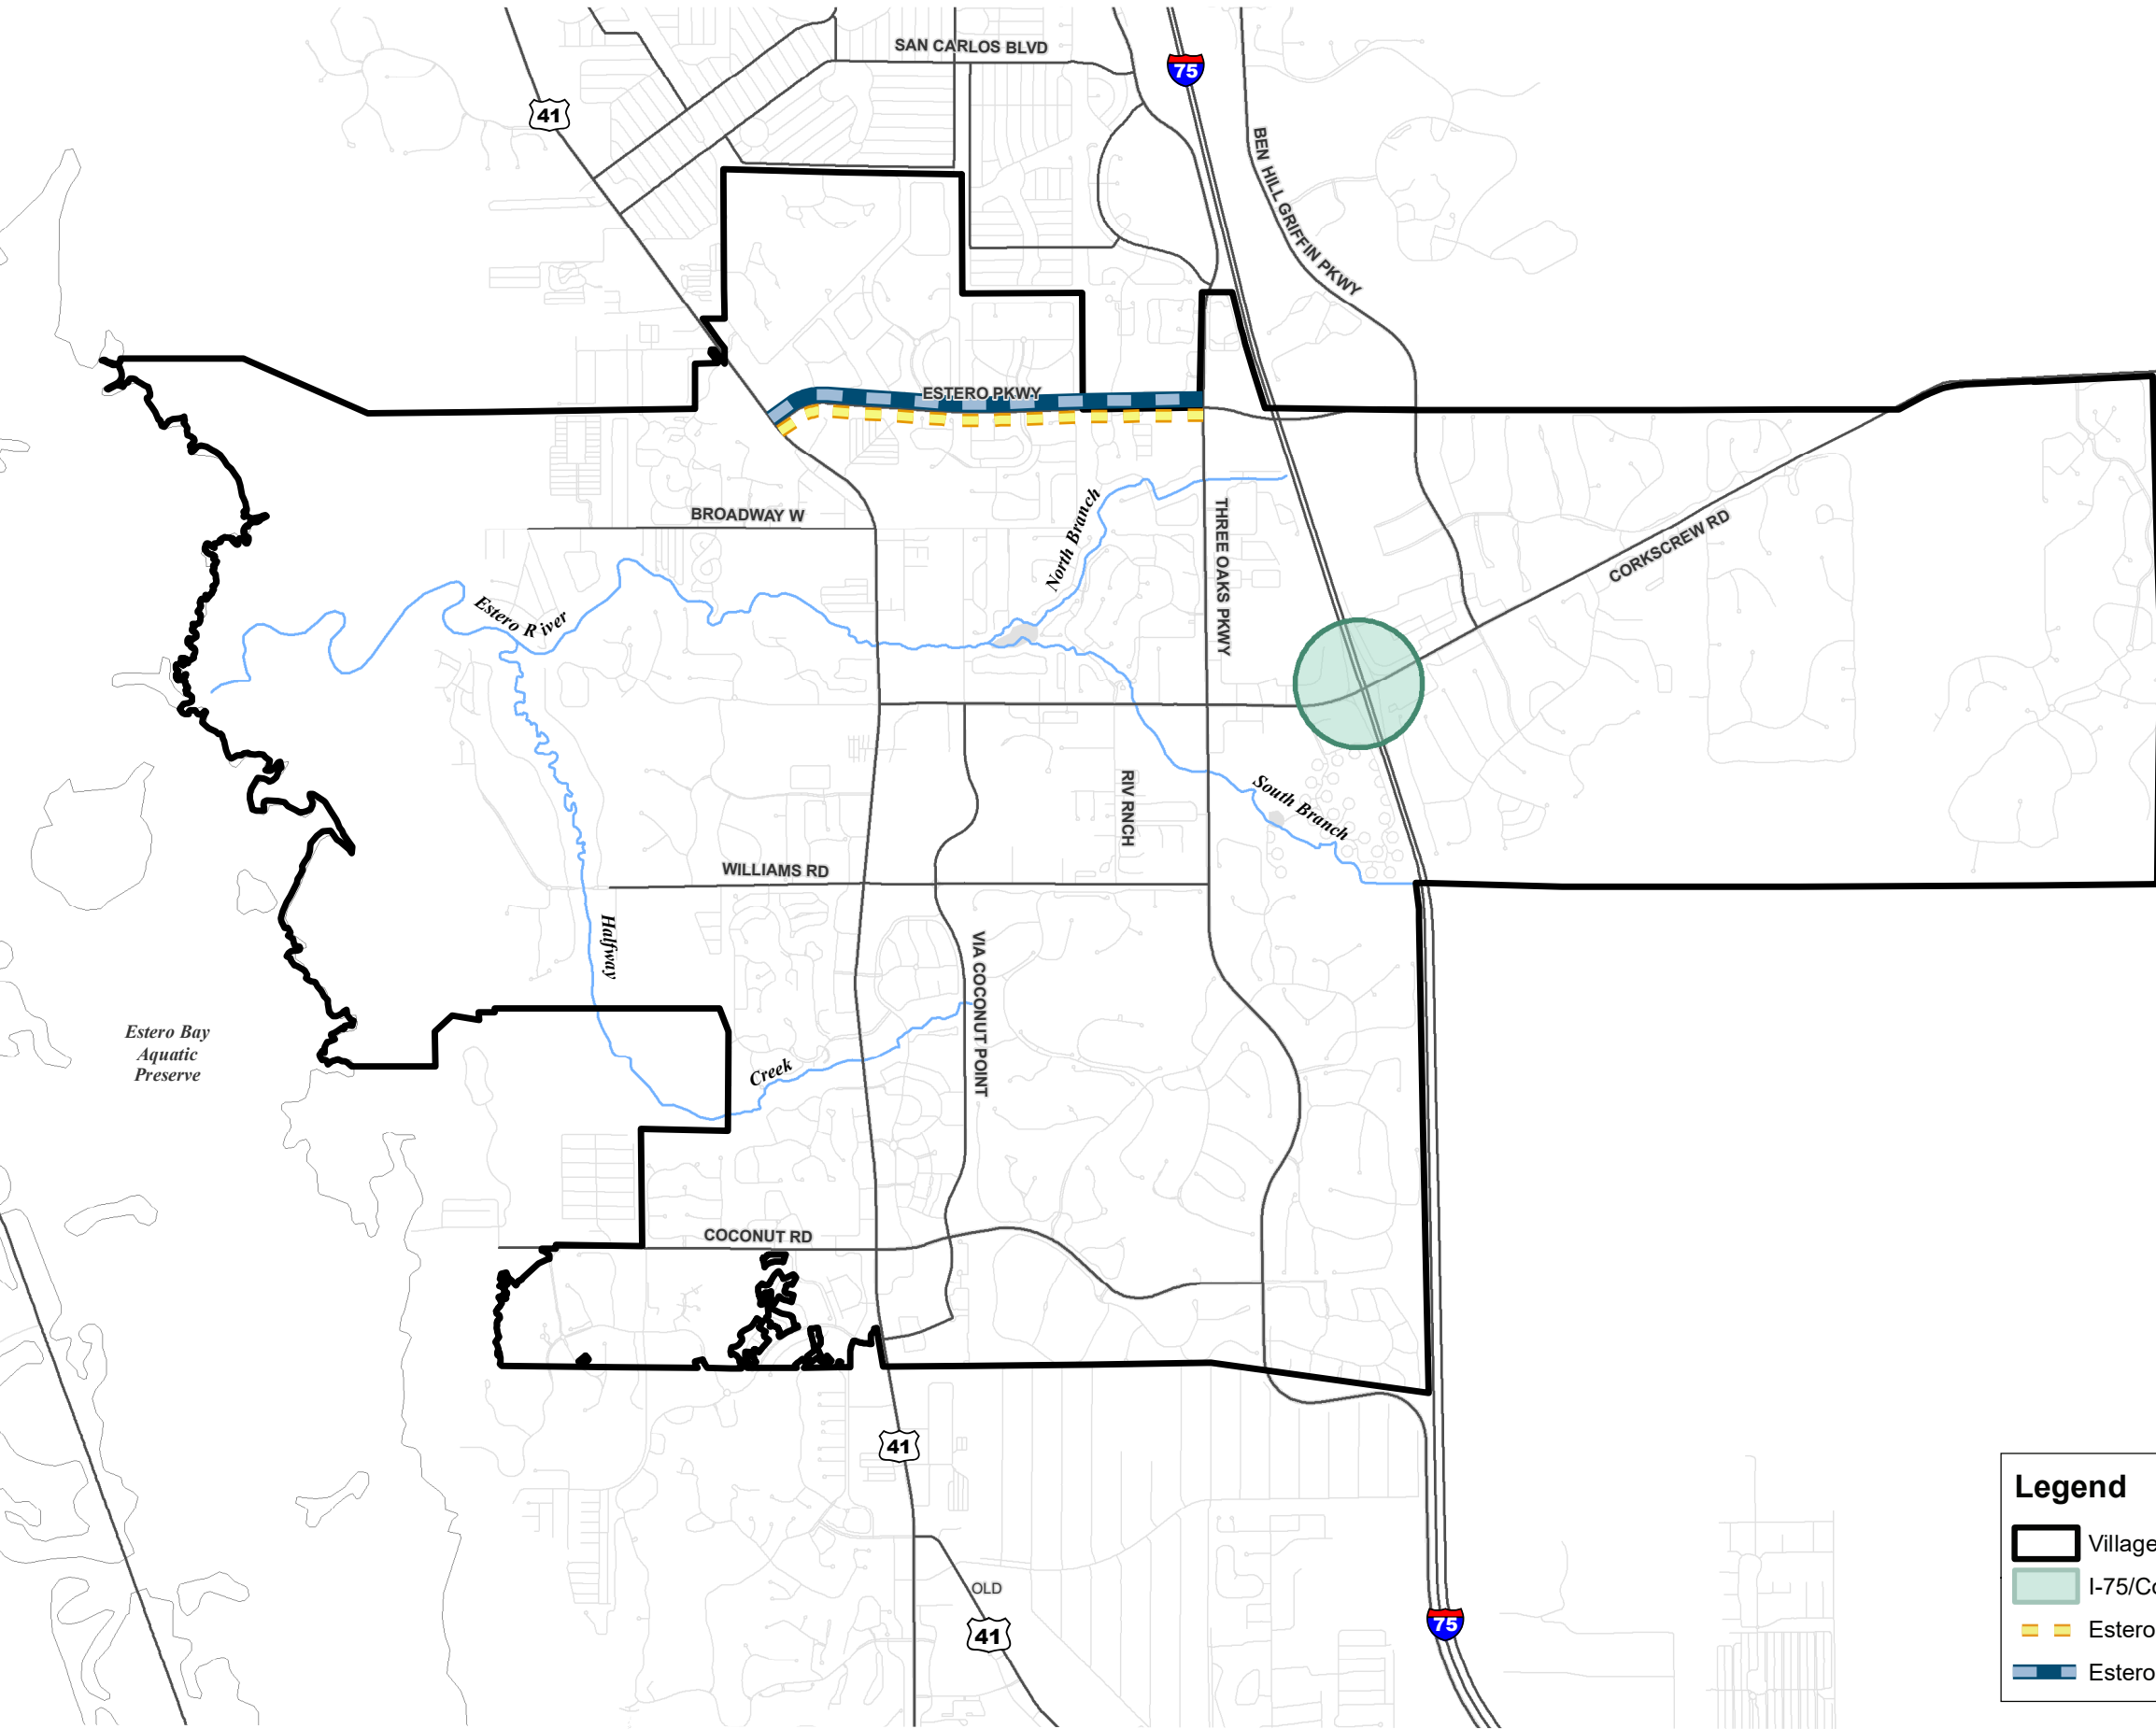 SAN CARLOS BLVD
75
41
BEN HILL GRIFFIN PKWY
ESTERO PKWY
BROADWAY W
North Branch
THREE OAKS PKWY
CORKSCREW RD
Estero River
RIV RNCH
South Branch
WILLIAMS RD
Halfway
VIA COCONUT POINT
Estero Bay
Aquatic
Preserve
Creek
COCONUT RD
41
OLD
41
75
Legend
Village
I-75/Co
Estero
Estero